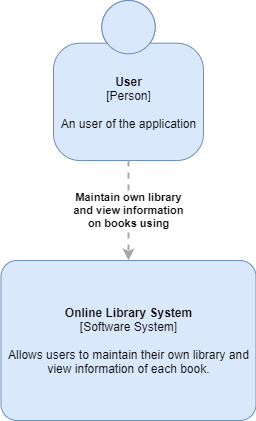 User
[Person]
An user of the application
Maintain own library
and view information
on books using
Online Library System
[Software System]
Allows users to maintain their own library and
view information of each book.